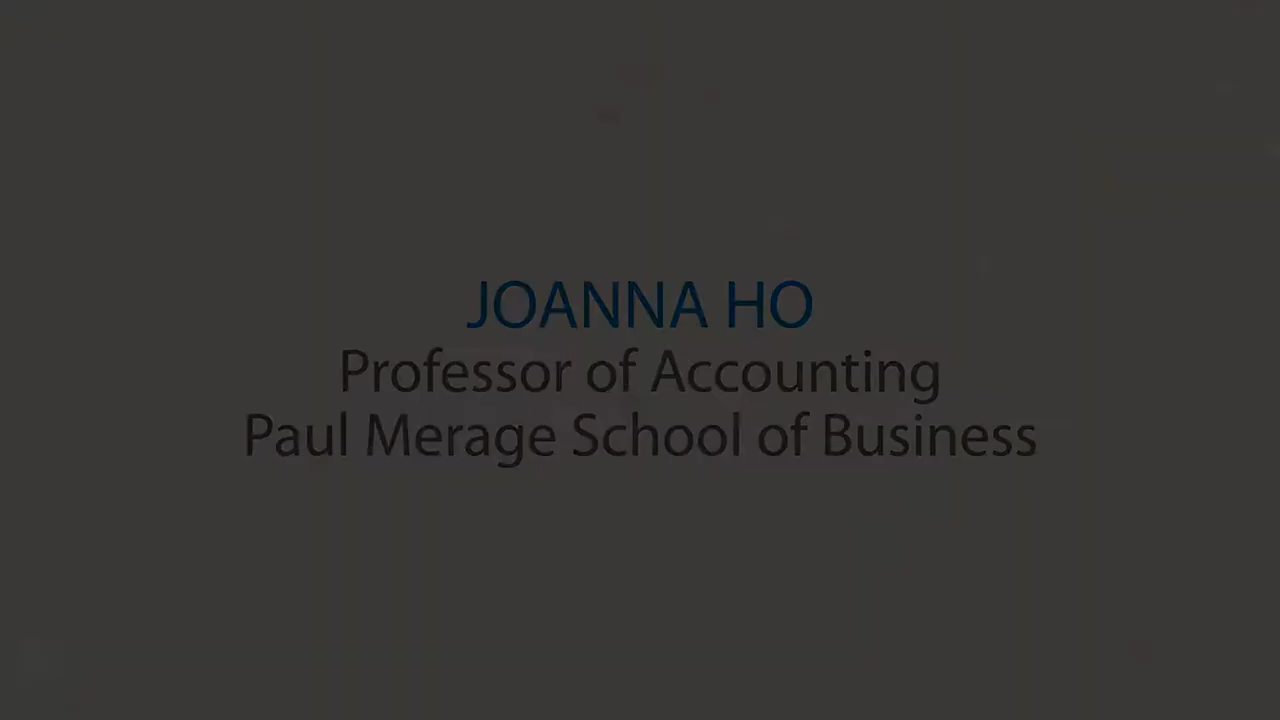 JOANNA HO
Professor of Accounting
Paul Merage School of Business